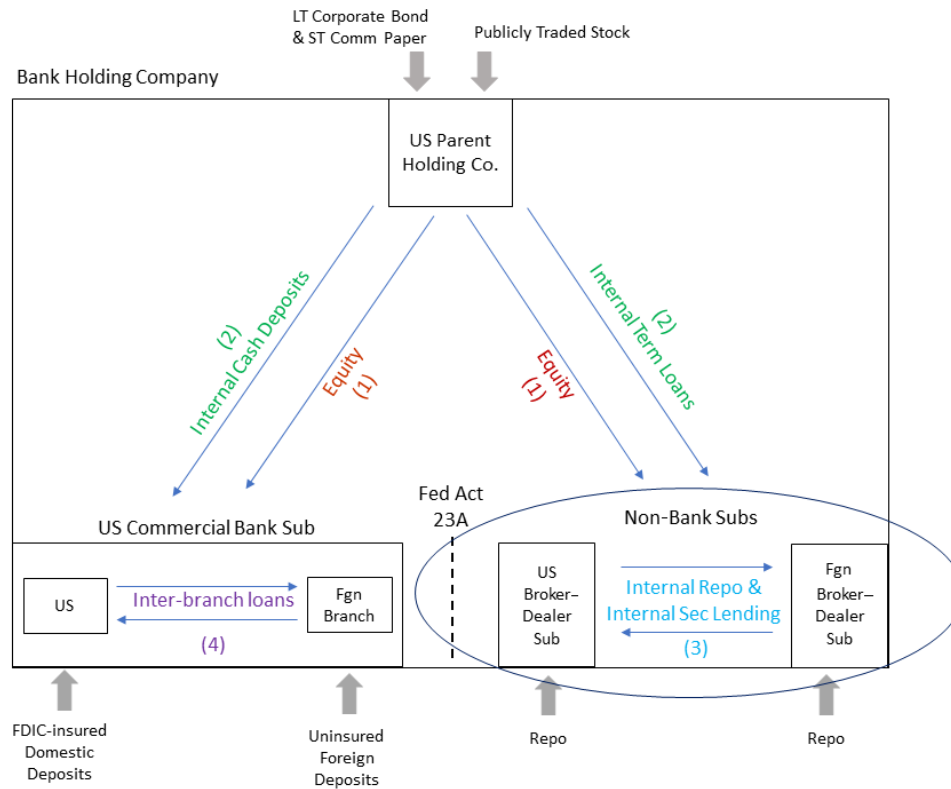 LT Corporate Bond
& ST Comm Paper
Publicly Traded Stock
Bank Holding Company
US Parent
Holding Co.
(2)
Internal Cash Deposits
Equity
(1)
Equity
(1)
(2)
Internal Term Loans
Fed Act
23A
US Commercial Bank Sub
Non-Bank Subs
US
Inter-branch loans
(4)
Fgn
Branch
US
Broker–
Dealer
Sub
Internal Repo &
Internal Sec Lending
(3)
Fgn
Broker–
Dealer
Sub
FDIC-insured
Domestic
Deposits
Uninsured
Foreign
Deposits
Repo
Repo